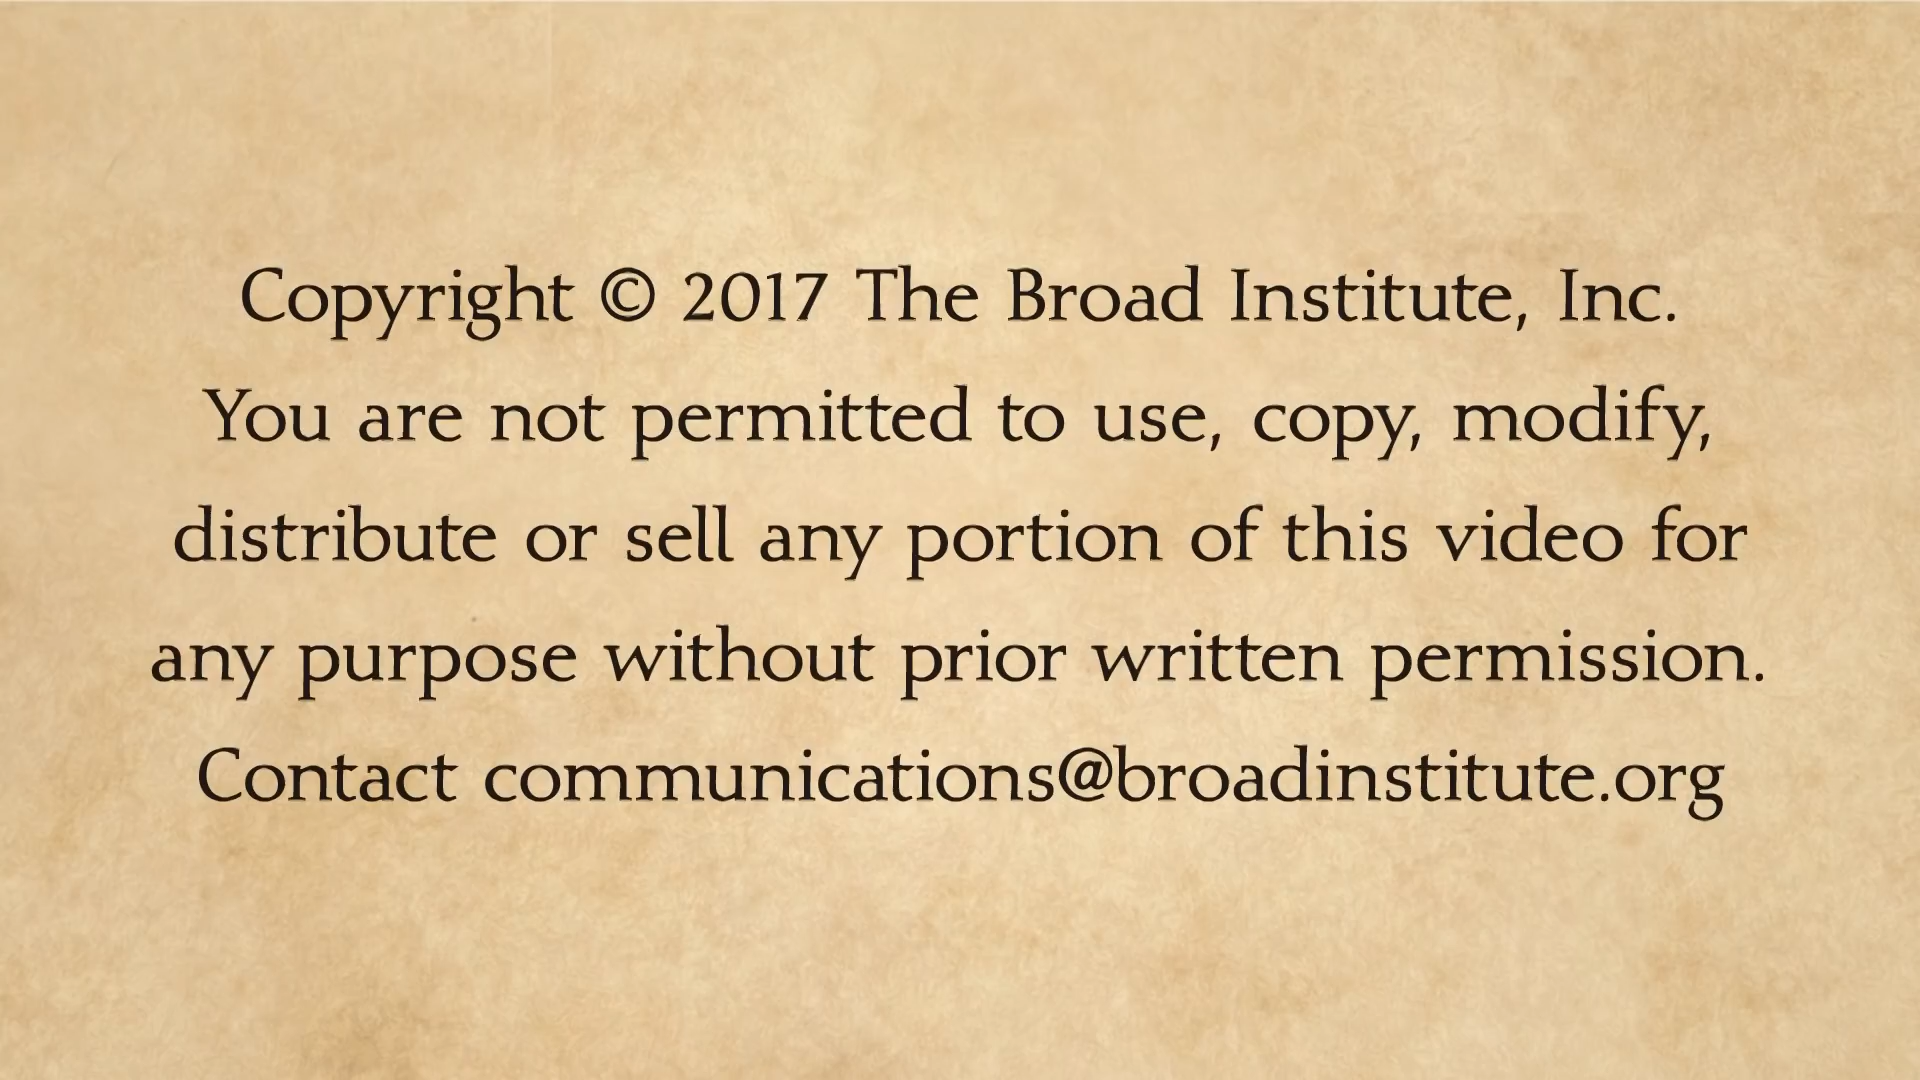 Copyright © 2017 The Broad Institute, Inc.
You are not permitted to use, copy, modify,
distribute or sell any portion of this video for
any purpose without prior written permission.
Contact communications@broadinstitute.org